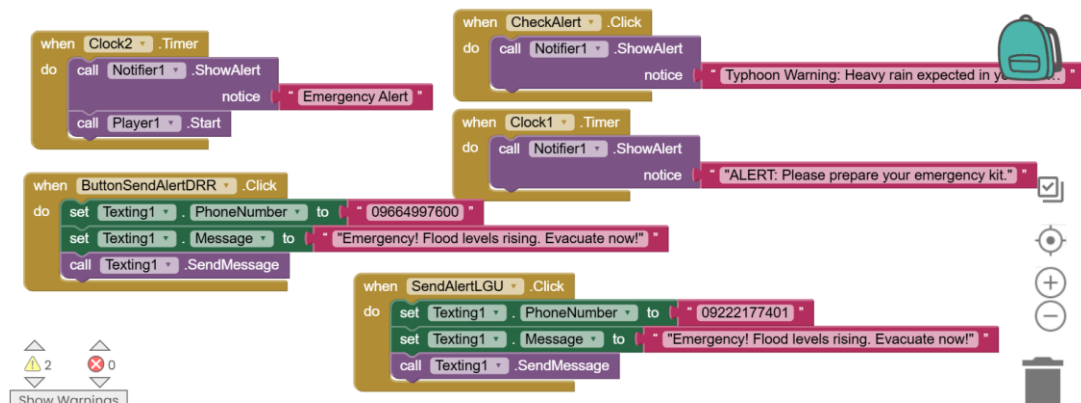 when Clock2 .Timer
do call Notifier1 .ShowAlert
notice " Emergency Alert "
call Player1 .Start
when CheckAlert .Click
do call Notifier1 .ShowAlert
notice " Typhoon Warning: Heavy rain expected in "
when Clock1 .Timer
do call Notifier1 .ShowAlert
notice " "ALERT: Please prepare your emergency kit." "
when ButtonSendAlertDRR .Click
do set Texting1 . PhoneNumber to " 09664997600 "
set Texting1 . Message to " "Emergency! Flood levels rising. Evacuate now!" "
call Texting1 .SendMessage
when SendAlertLGU .Click
do set Texting1 . PhoneNumber to " 09222177401 "
set Texting1 . Message to " "Emergency! Flood levels rising. Evacuate now!" "
call Texting1 .SendMessage
2 0
Show Warnings